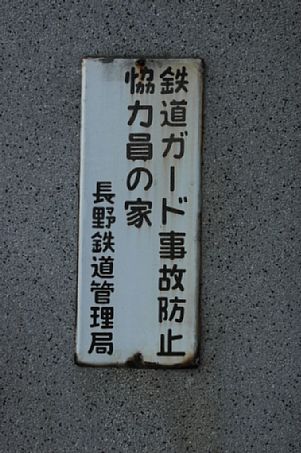 鉄道ガード事故防止
協力員の家
長野鉄道管理局